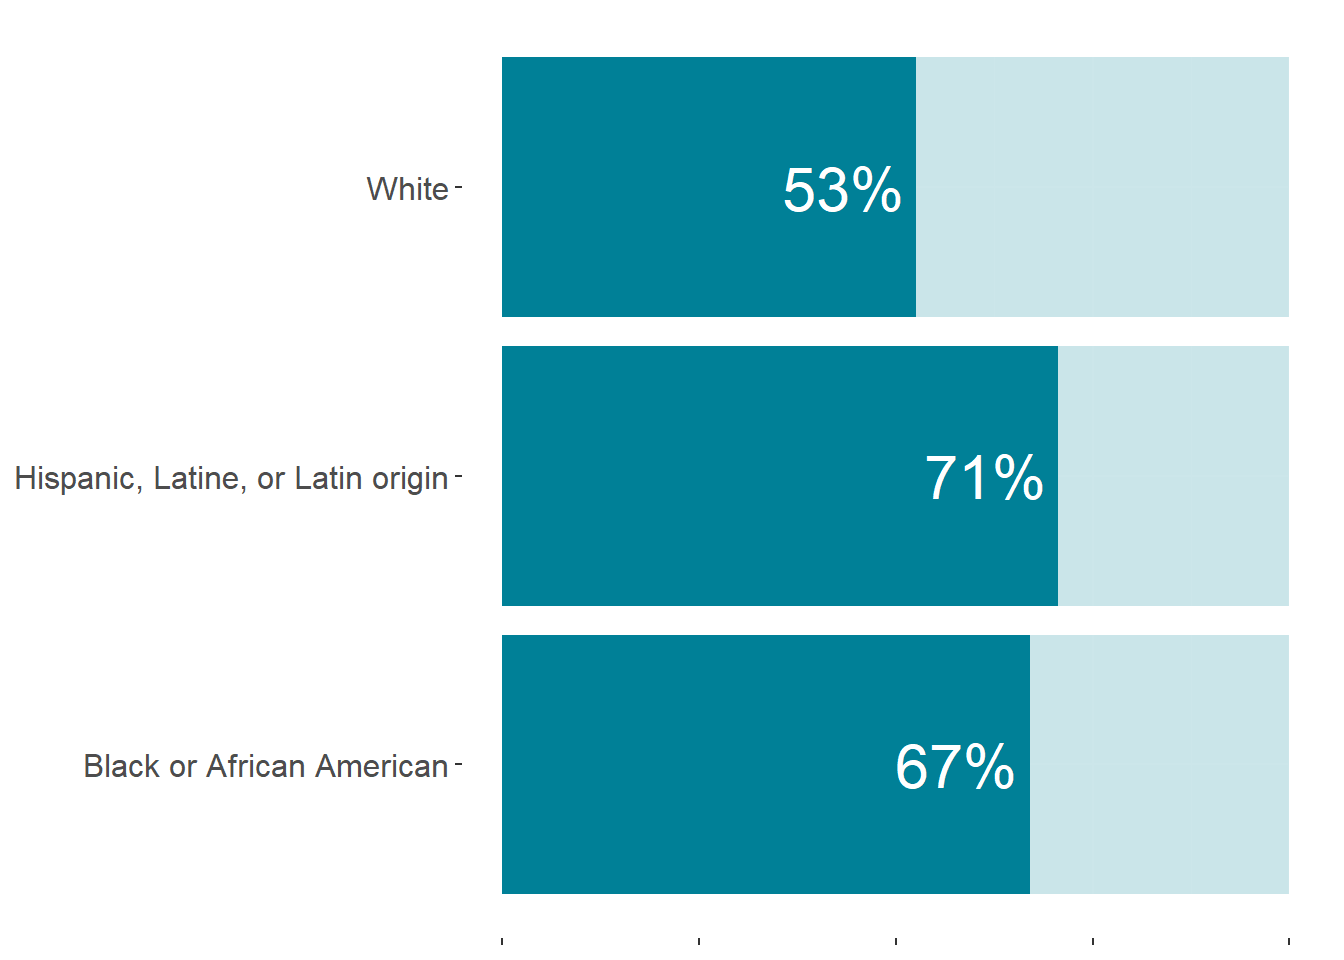 White
53%
Hispanic, Latine, or Latin origin
71%
Black or African American
67%